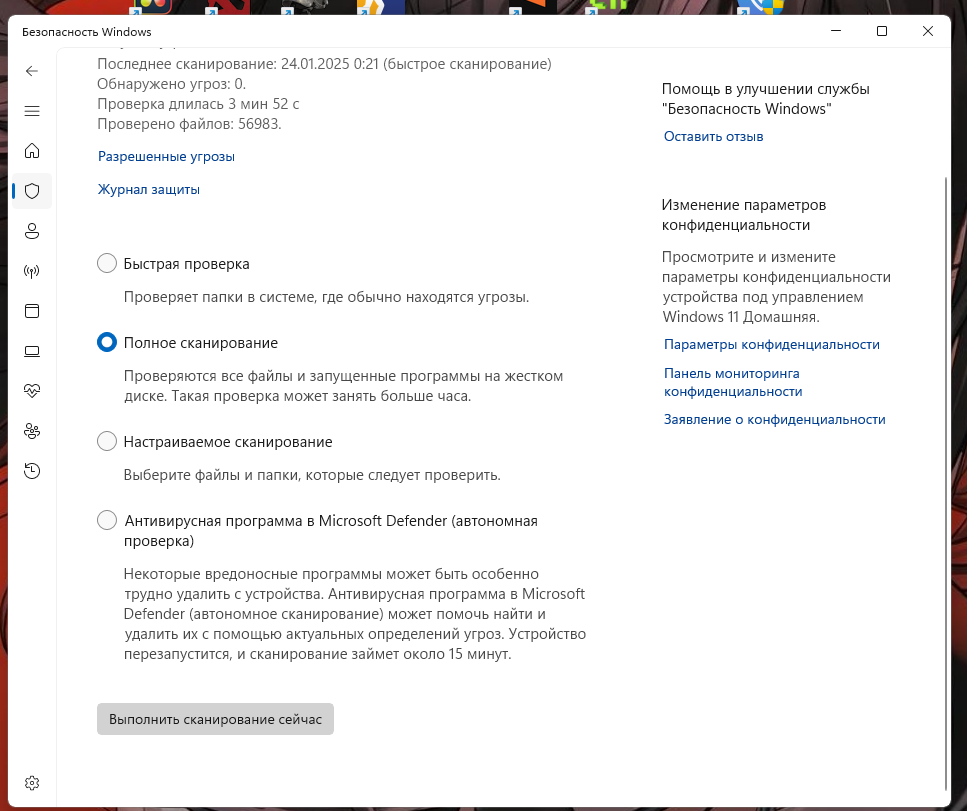 Безопасность Windows
Последнее сканирование: 24.01.2025 0:21 (быстрое сканирование)
Обнаружено угроз: 0.
Проверка длилась 3 мин 52 с
Проверено файлов: 56983.
Разрешенные угрозы
Журнал защиты
Быстрая проверка
Проверяет папки в системе, где обычно находятся угрозы.
Полное сканирование
Проверяются все файлы и запущенные программы на жестком
диске. Такая проверка может занять больше часа.
Настраиваемое сканирование
Выберите файлы и папки, которые следует проверить.
Антивирусная программа в Microsoft Defender (автономная
проверка)
Некоторые вредоносные программы может быть особенно
трудно удалить с устройства. Антивирусная программа в Microsoft
Defender (автономное сканирование) может помочь найти и
удалить их с помощью актуальных определений угроз. Устройство
перезапустится, и сканирование займет около 15 минут.
Выполнить сканирование сейчас
Помощь в улучшении службы
"Безопасность Windows"
Оставить отзыв
Изменение параметров
конфиденциальности
Просмотрите и измените
параметры конфиденциальности
устройства под управлением
Windows 11 Домашняя.
Параметры конфиденциальности
Панель мониторинга
конфиденциальности
Заявление о конфиденциальности